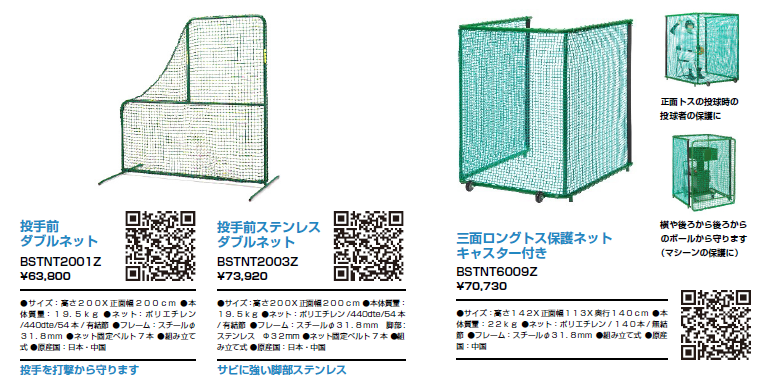 投手前
ダブルネット
BSTNT2001Z
¥63,800
●サイズ：高さ200X正面幅200cm ●本
体質量：19.5kg ●ネット：ポリエチレン
/440dte/54本/有結節 ●フレーム：スチールφ
31.8mm ●ネット固定ベルト7本 ●組み立て
式 ●原産国：日本・中国
投手を打撃から守ります
投手前ステンレス
ダブルネット
BSTNT2003Z
¥73,920
●サイズ：高さ200X正面幅200cm ●本体質量：
19.5kg ●ネット：ポリエチレン/440dte/54本
/有結節 ●フレーム：スチールφ31.8mm 脚部：
ステンレス Φ32mm ●ネット固定ベルト7本 ●組
み立て式 ●原産国：日本・中国
サビに強い脚部ステンレス
三面ロングトス保護ネット
キャスター付き
BSTNT6009Z
¥70,730
●サイズ：高さ142X正面幅113X奥行140cm ●本
体質量：22kg ●ネット：ポリエチレン/140本/無結
節 ●フレーム：スチールφ31.8mm ●組み立て式 ●原産
国：中国
正面トスの投球時の
投球者の保護に
横や後ろから後ろから
のボールから守ります
（マシーンの保護に）